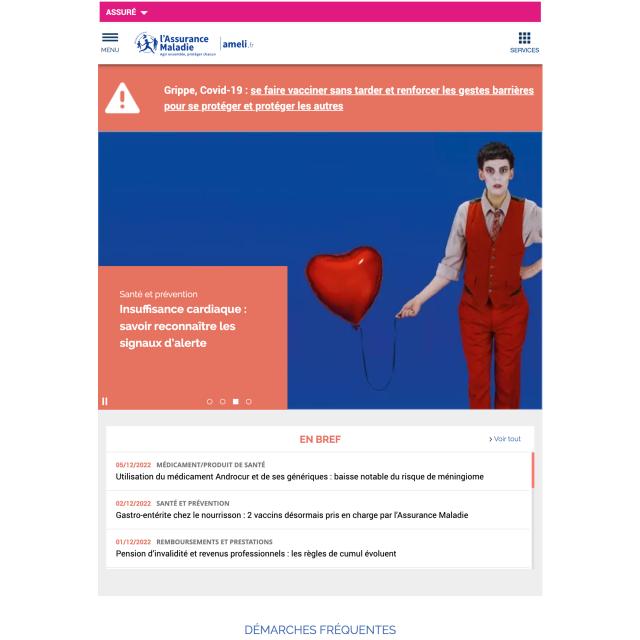 ASSURÉ
MENU
l'Assurance
Maladie
Agir ensemble, protéger chacun
ameli.fr
SERVICES
Grippe, Covid-19 : se faire vacciner sans tarder et renforcer les gestes barrières
pour se protéger et protéger les autres
Santé et prévention
Insuffisance cardiaque :
savoir reconnaître les
signaux d'alerte
EN BREF
Voir tout
05/12/2022 MÉDICAMENT/PRODUIT DE SANTÉ
Utilisation du médicament Androcur et de ses génériques : baisse notable du risque de méningiome
02/12/2022 SANTÉ ET PRÉVENTION
Gastro-entérite chez le nourrisson : 2 vaccins désormais pris en charge par l'Assurance Maladie
01/12/2022 REMBOURSEMENTS ET PRESTATIONS
Pension d'invalidité et revenus professionnels : les règles de cumul évoluent
DÉMARCHES FRÉQUENTES